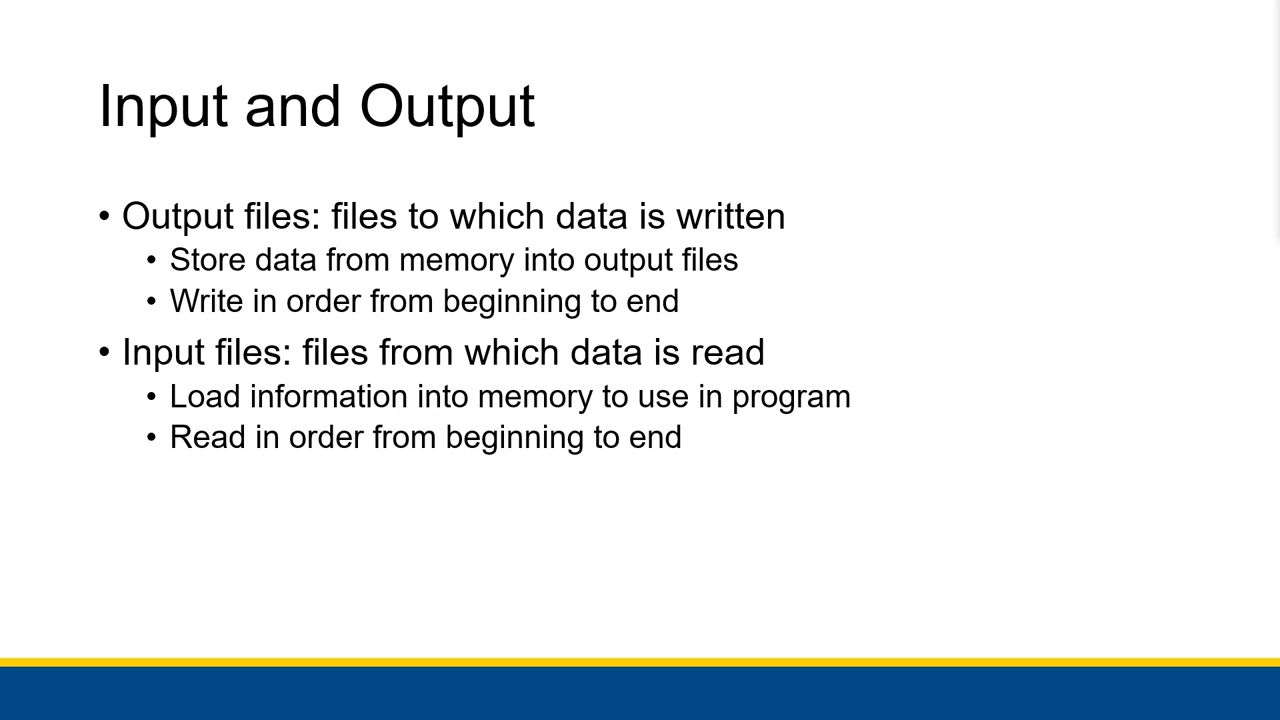 Input and Output
• Output files: files to which data is written
• Store data from memory into output files
• Write in order from beginning to end
• Input files: files from which data is read
• Load information into memory to use in program
• Read in order from beginning to end